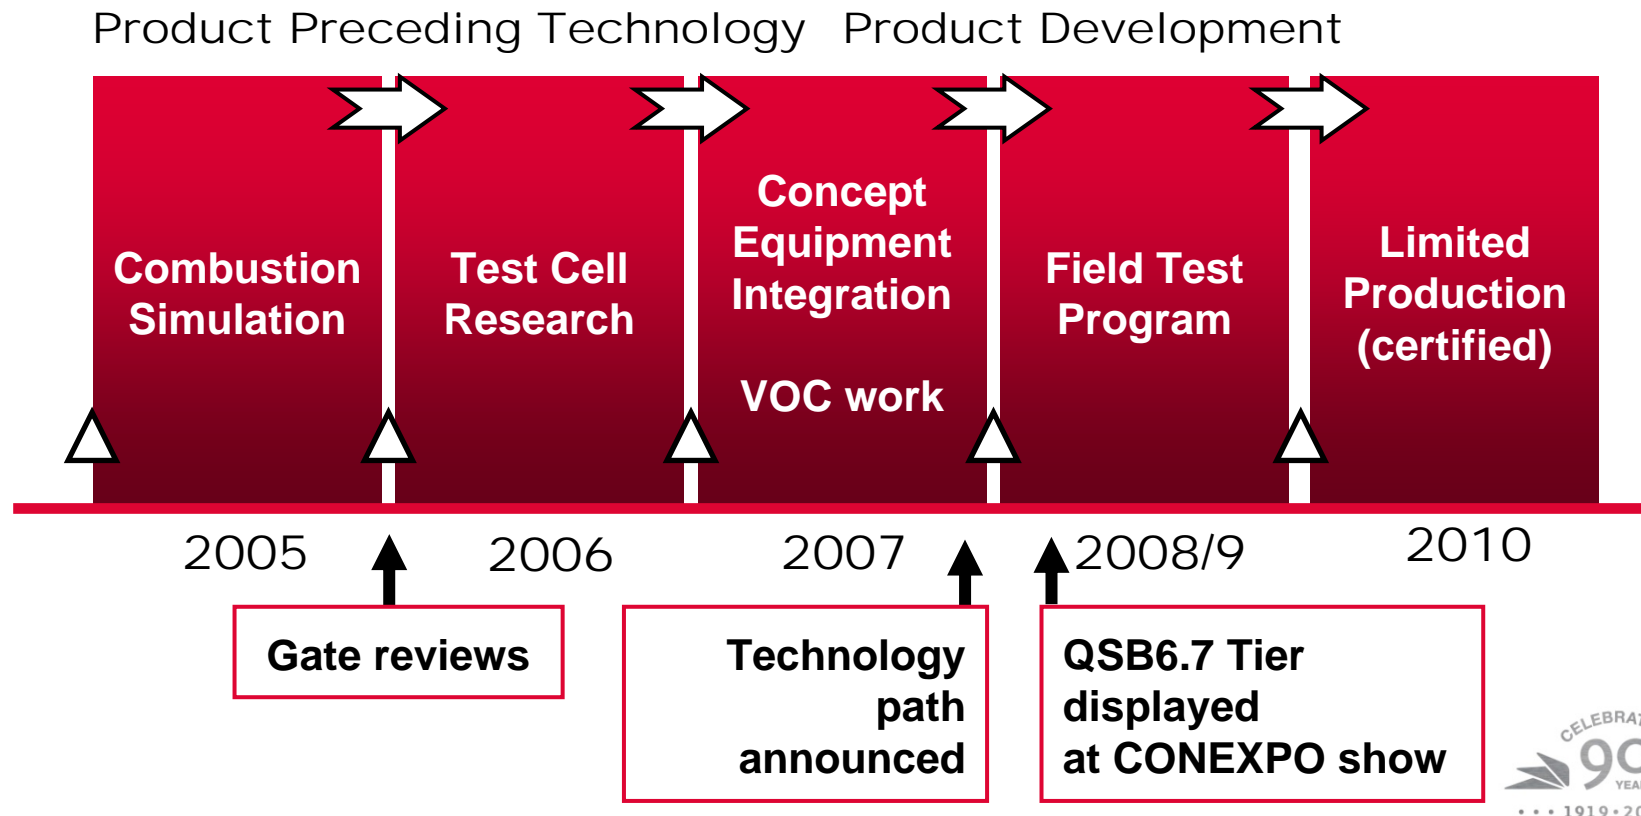 Product Preceding Technology Product Development
Combustion
Simulation
Test Cell
Research
Concept
Equipment
Integration
VOC work
Field Test
Program
Limited
Production
(certified)
2005
2006
2007
2008/9
2010
Gate reviews
Technology
path
announced
QSB6.7 Tier
displayed
at CONEXPO show
90
1919